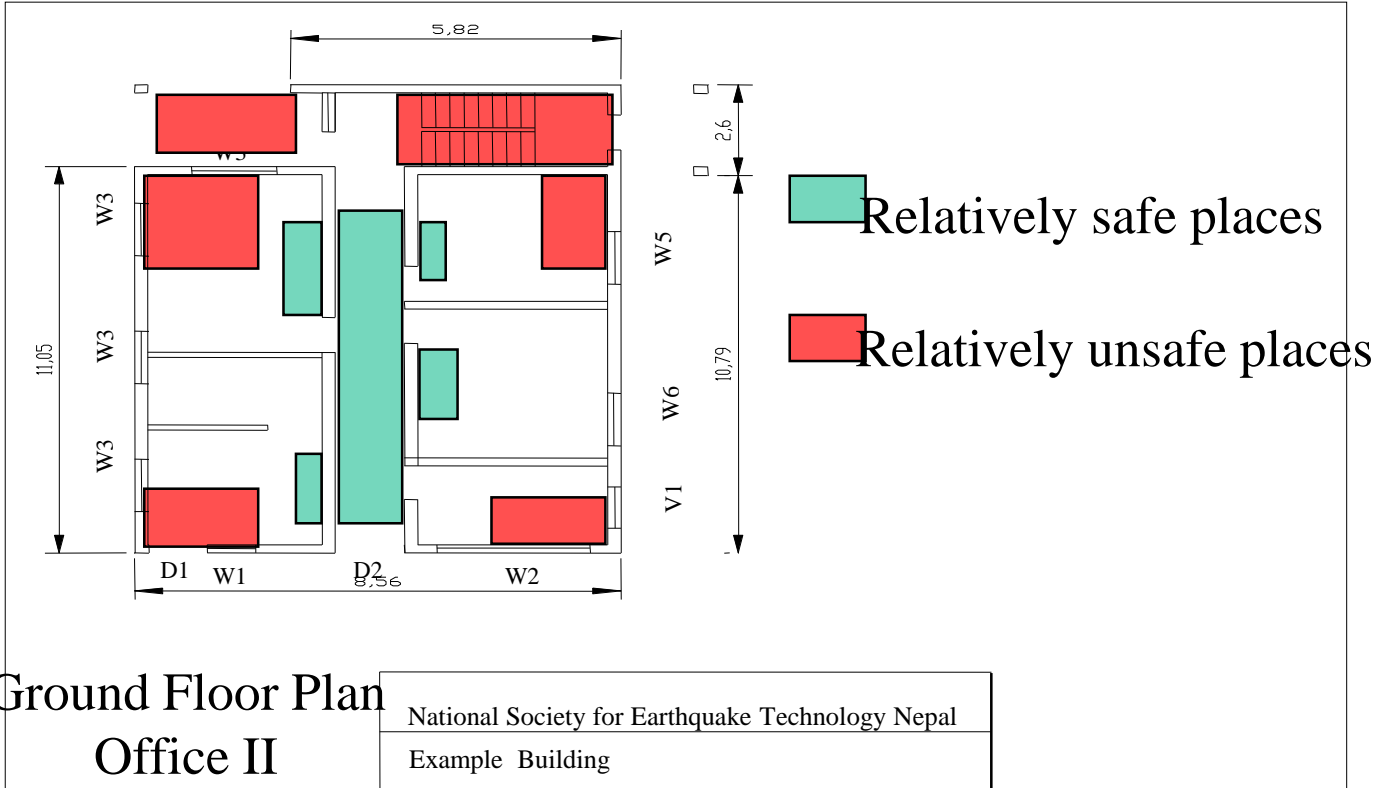 5,82
2,6
W3
W5
Relatively safe places
W3
W6
Relatively unsafe places
11,05
10,79
W3
V1
D1
W1
D2
W2
8,56
Ground Floor Plan
Office II
National Society for Earthquake Technology Nepal
Example Building